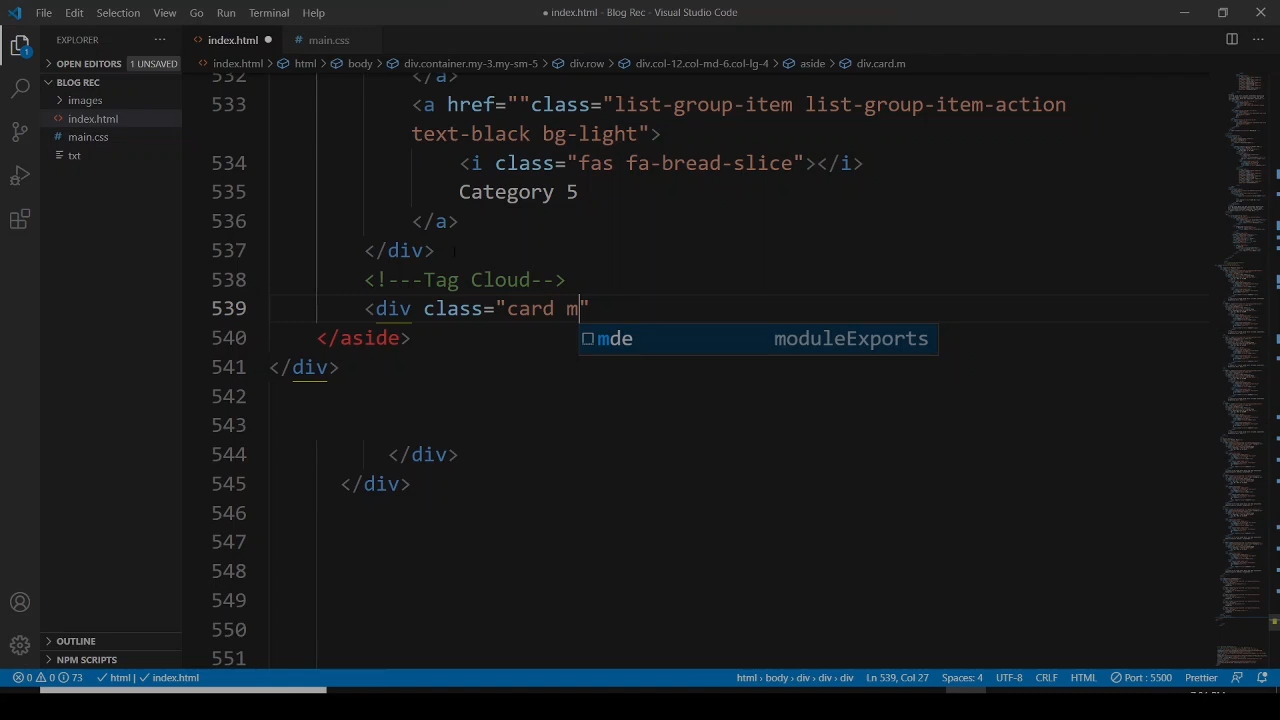 File Edit Selection View Go Run Terminal Help
● index.html - Blog Rec - Visual Studio Code
EXPLORER ...
index.html ●
main.css
OPEN EDITORS 1 UNSAVED
index.html > html > body > div.container.my-3.my-sm-5 > div.row > div.col-12.col-md-6.col-lg-4 > aside > div.card.m
BLOG REC
images
index.html
main.css
txt
532 </a>
533 <a href=""class="list-group-item list-group-item-action
text-black bg-light">
534 <i class="fas fa-bread-slice"></i>
535 Category 5
536 </a>
537 </div>
538 <!---Tag Cloud-->
539 <div class="card m"
mde moduleExports
540 </aside>
541 </div>
542
543
544 </div>
545 </div>
546
547
548
549
550
551
1
OUTLINE
NPM SCRIPTS
0 0 73 html | index.html
html › body › div › div › div Ln 539, Col 27 Spaces: 4 UTF-8 CRLF HTML Port : 5500 Prettier